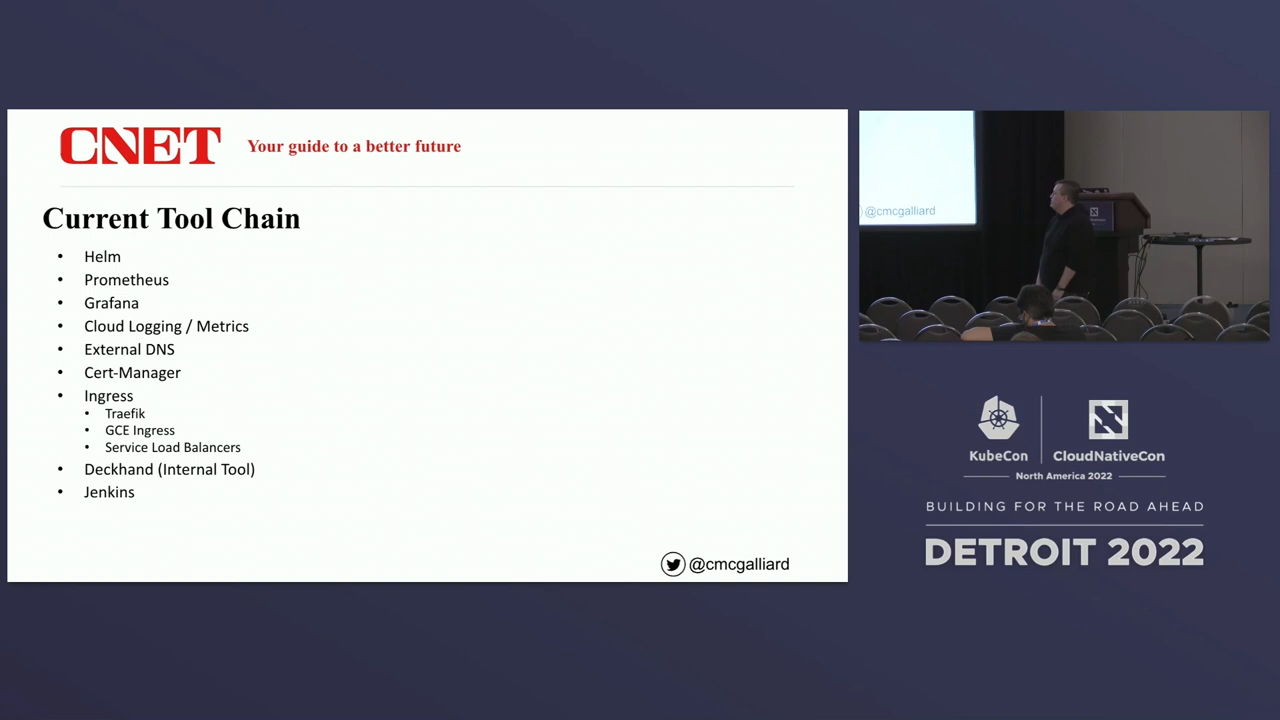 CNET
Your guide to a better future
Current Tool Chain
• Helm
• Prometheus
• Grafana
• Cloud Logging / Metrics
• External DNS
• Cert-Manager
• Ingress
• Traefik
• GCE Ingress
• Service Load Balancers
• Deckhand (Internal Tool)
• Jenkins
@cmcgalliard
@cmcgalliard
KubeCon
CloudNativeCon
North America 2022
BUILDING FOR THE ROAD AHEAD
DETROIT 2022